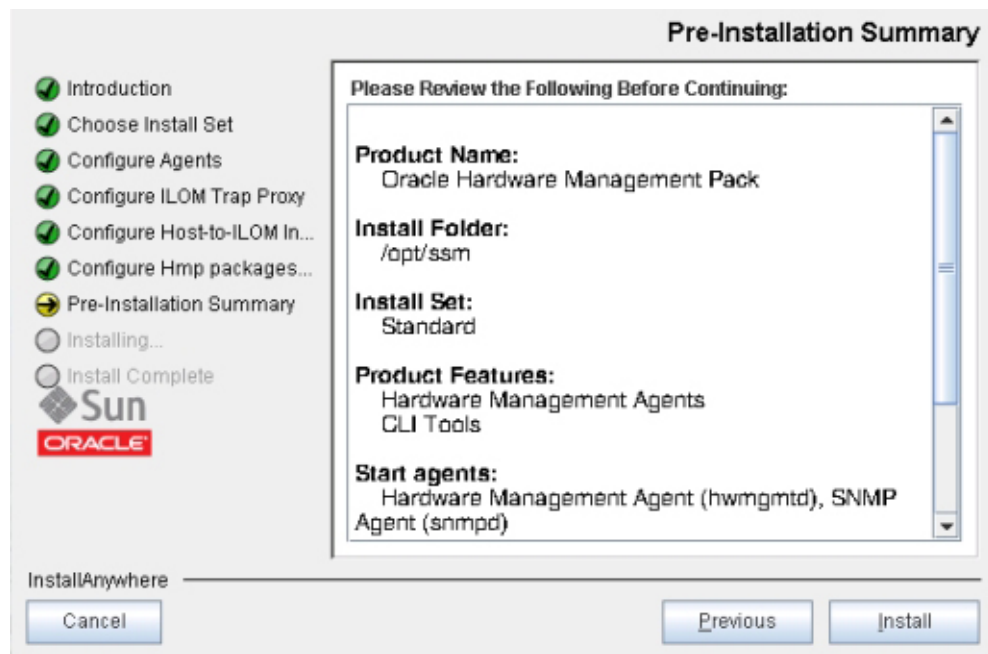 Pre-Installation Summary
Introduction
Choose Install Set
Configure Agents
Configure ILOM Trap Proxy
Configure Host-to-ILOM In...
Configure Hmp packages...
Pre-Installation Summary
Installing...
Install Complete
Sun
ORACLE
Please Review the Following Before Continuing:
Product Name:
Oracle Hardware Management Pack
Install Folder:
/opt/ssm
Install Set:
Standard
Product Features:
Hardware Management Agents
CLI Tools
Start agents:
Hardware Management Agent (hwmgmtd), SNMP
Agent (snmpd)
InstallAnywhere
Cancel
Previous
Install